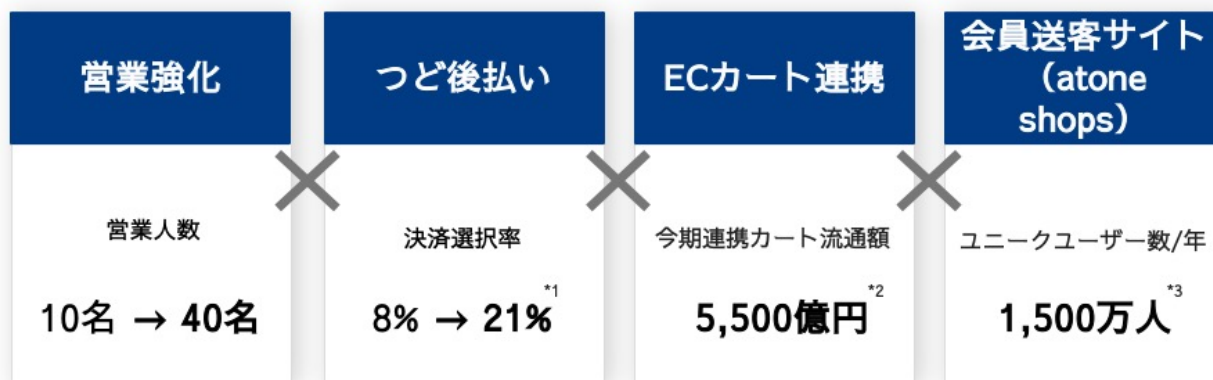 営業強化
営業人数
10名 → 40名
つど後払い
決済選択率
8% → 21%*1
ECカート連携
今期連携カート流通額
5,500億円*2
会員送客サイト
（atone
shops）
ユニークユーザー数/年
1,500万人*3